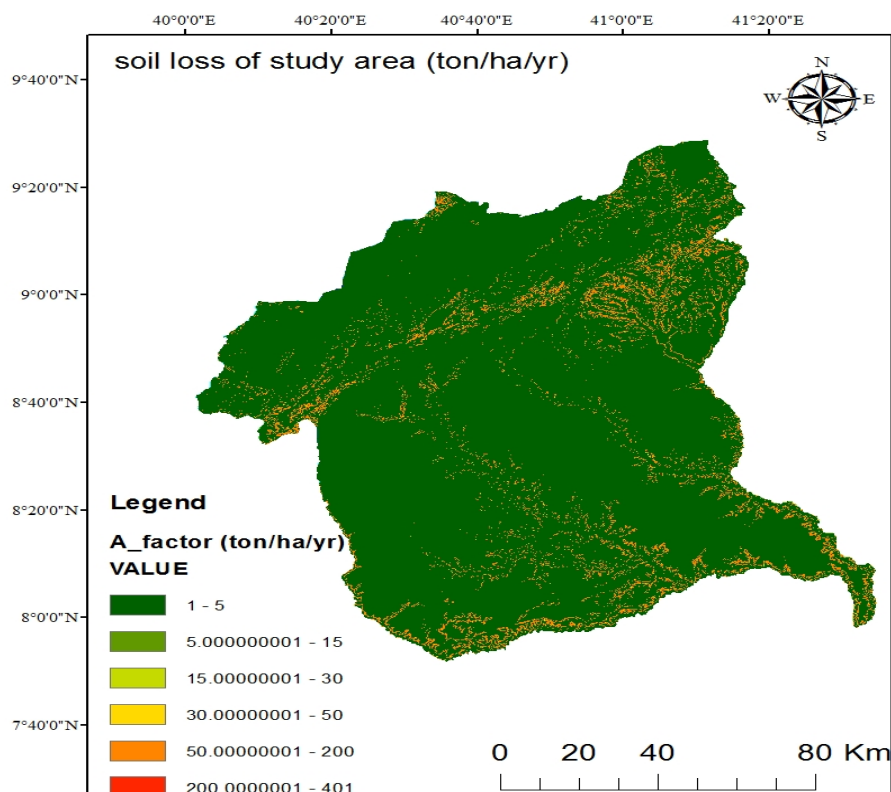 40°0'0"E 40°20'0"E 40°40'0"E 41°0'0"E 41°20'0"E
soil loss of study area (ton/ha/yr)
N
W E
S
9°40'0"N
9°20'0"N
9°0'0"N
8°40'0"N
8°20'0"N
8°0'0"N
7°40'0"N
Legend
A_factor (ton/ha/yr)
VALUE
1 - 5
5.000000001 - 15
15.00000001 - 30
30.00000001 - 50
50.00000001 - 200
200.0000001 - 401
0 20 40 80 Km